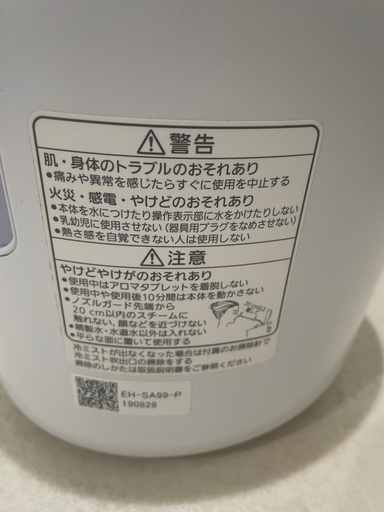 ⚠警告
肌・身体のトラブルのおそれあり
●痛みや異常を感じたらすぐに使用を中止する
火災・感電・やけどのおそれあり
●本体を水につけたり操作表示部に水をかけたりしない
●乳幼児に使用させない(器具用プラグをなめさせない)
●熱さを自覚できない人は使用しない
⚠注意
やけどやけがのおそれあり
●使用中はアロマタブレットを着脱しない
●使用中や使用後10分間は本体を動かさない
●ノズルガード先端から
20cm以内のスチームに
触れない、顔などを近づけない
●精製水・水道水以外は入れない
●平らな面に置いて使用する
冷ミストが出なくなった場合は付属のお掃除針で
冷ミスト吹出口の掃除をする
掃除のしかたは取扱説明書をご参照ください
EH-SA99-P
190828